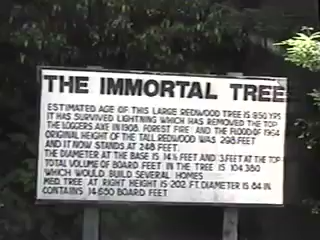 THE IMMORTAL TREE
ESTIMATED AGE OF THIS LARGE REDWOOD TREE IS 950 YRS
IT HAS SURVIVED LIGHTNING WHICH HAS REMOVED THE TOP
THE LOGGERS AXE IN 1908. FOREST FIRE AND THE FLOOD OF 1964
ORIGINAL HEIGHT OF THE TALL REDWOOD WAS 298 FEET
AND IT NOW STANDS AT 248 FEET.
THE DIAMETER AT THE BASE IS 14½ FEET AND 3 FEET AT THE TOP
TOTAL VOLUME OF BOARD FEET IN THE TREE IS 104380
WHICH WOULD BUILD SEVERAL HOMES
MED. TREE AT RIGHT HEIGHT IS 202 FT. DIAMETER IS 84 IN
CONTAINS 14650 BOARD FEET